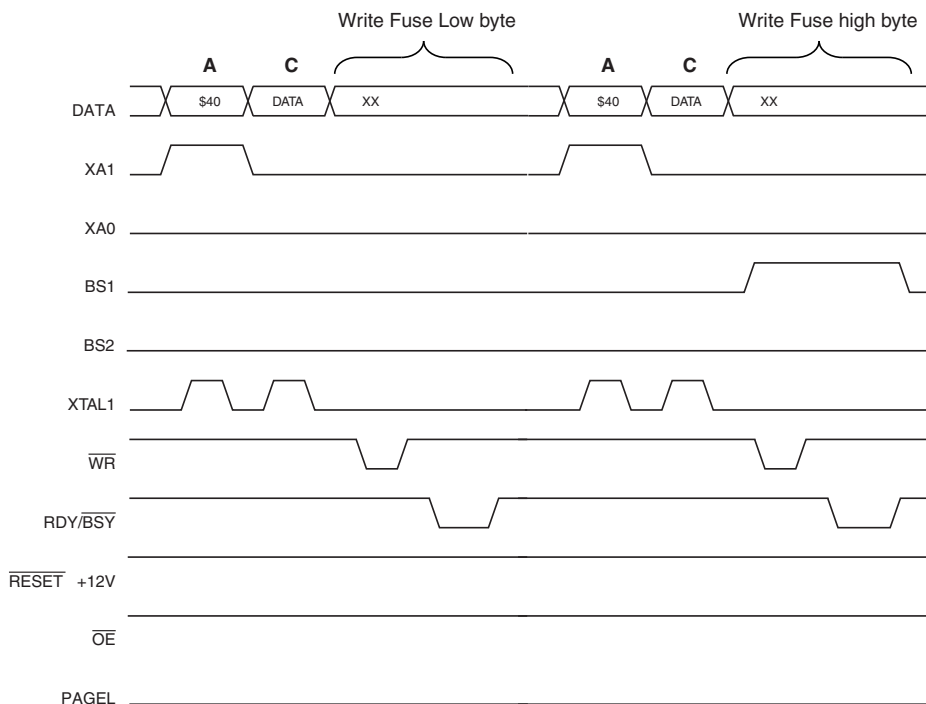 Write Fuse Low byte Write Fuse high byte
A C A C
DATA $40 DATA XX $40 DATA XX
XA1
XA0
BS1
BS2
XTAL1
WR
RDY/BSY
RESET +12V
OE
PAGEL